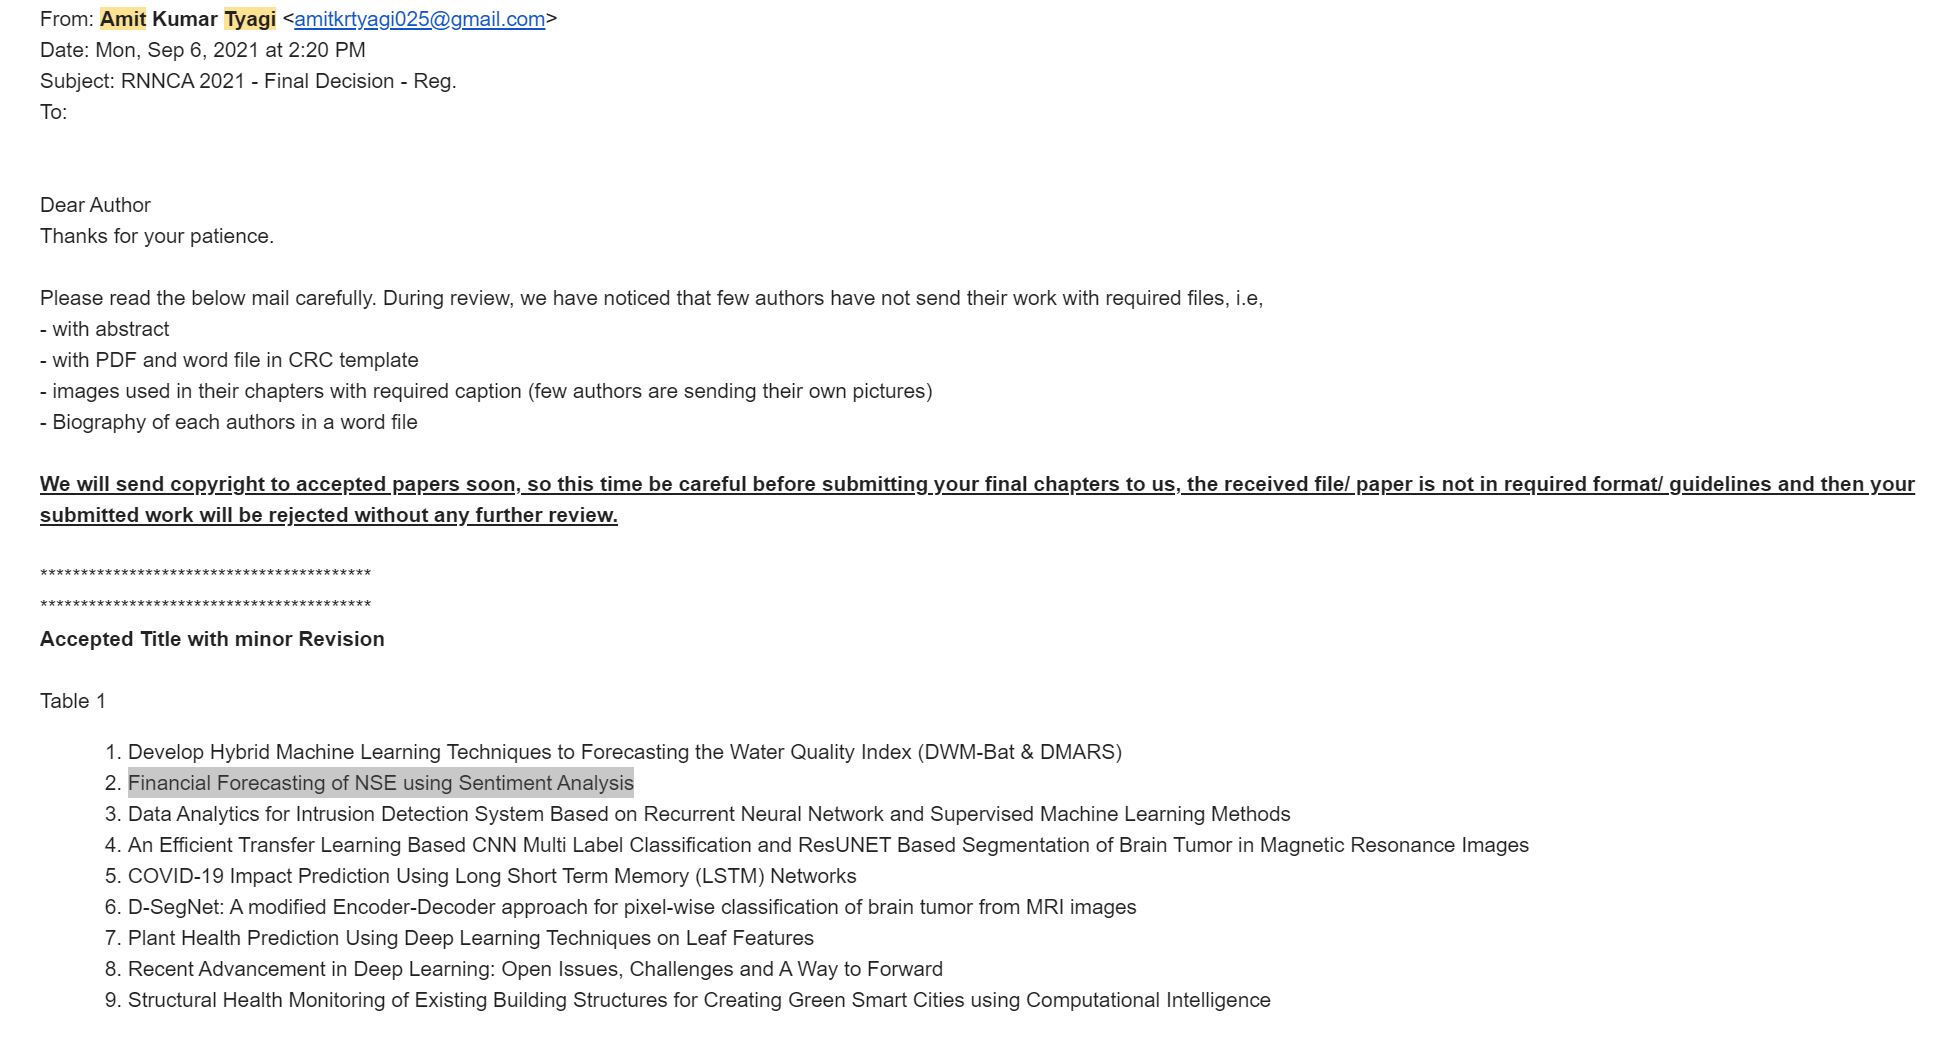 From: Amit Kumar Tyagi <amitkrtyagi025@gmail.com>
Date: Mon, Sep 6, 2021 at 2:20 PM
Subject: RNNCA 2021 - Final Decision - Reg.
To:
Dear Author
Thanks for your patience.
Please read the below mail carefully. During review, we have noticed that few authors have not send their work with required files, i.e,
- with abstract
- with PDF and word file in CRC template
- images used in their chapters with required caption (few authors are sending their own pictures)
- Biography of each authors in a word file
We will send copyright to accepted papers soon, so this time be careful before submitting your final chapters to us, the received file/ paper is not in required format/ guidelines and then your
submitted work will be rejected without any further review.
*****************************************
*****************************************
Accepted Title with minor Revision
Table 1
1. Develop Hybrid Machine Learning Techniques to Forecasting the Water Quality Index (DWM-Bat & DMARS)
2. Financial Forecasting of NSE using Sentiment Analysis
3. Data Analytics for Intrusion Detection System Based on Recurrent Neural Network and Supervised Machine Learning Methods
4. An Efficient Transfer Learning Based CNN Multi Label Classification and ResUNET Based Segmentation of Brain Tumor in Magnetic Resonance Images
5. COVID-19 Impact Prediction Using Long Short Term Memory (LSTM) Networks
6. D-SegNet: A modified Encoder-Decoder approach for pixel-wise classification of brain tumor from MRI images
7. Plant Health Prediction Using Deep Learning Techniques on Leaf Features
8. Recent Advancement in Deep Learning: Open Issues, Challenges and A Way to Forward
9. Structural Health Monitoring of Existing Building Structures for Creating Green Smart Cities using Computational Intelligence